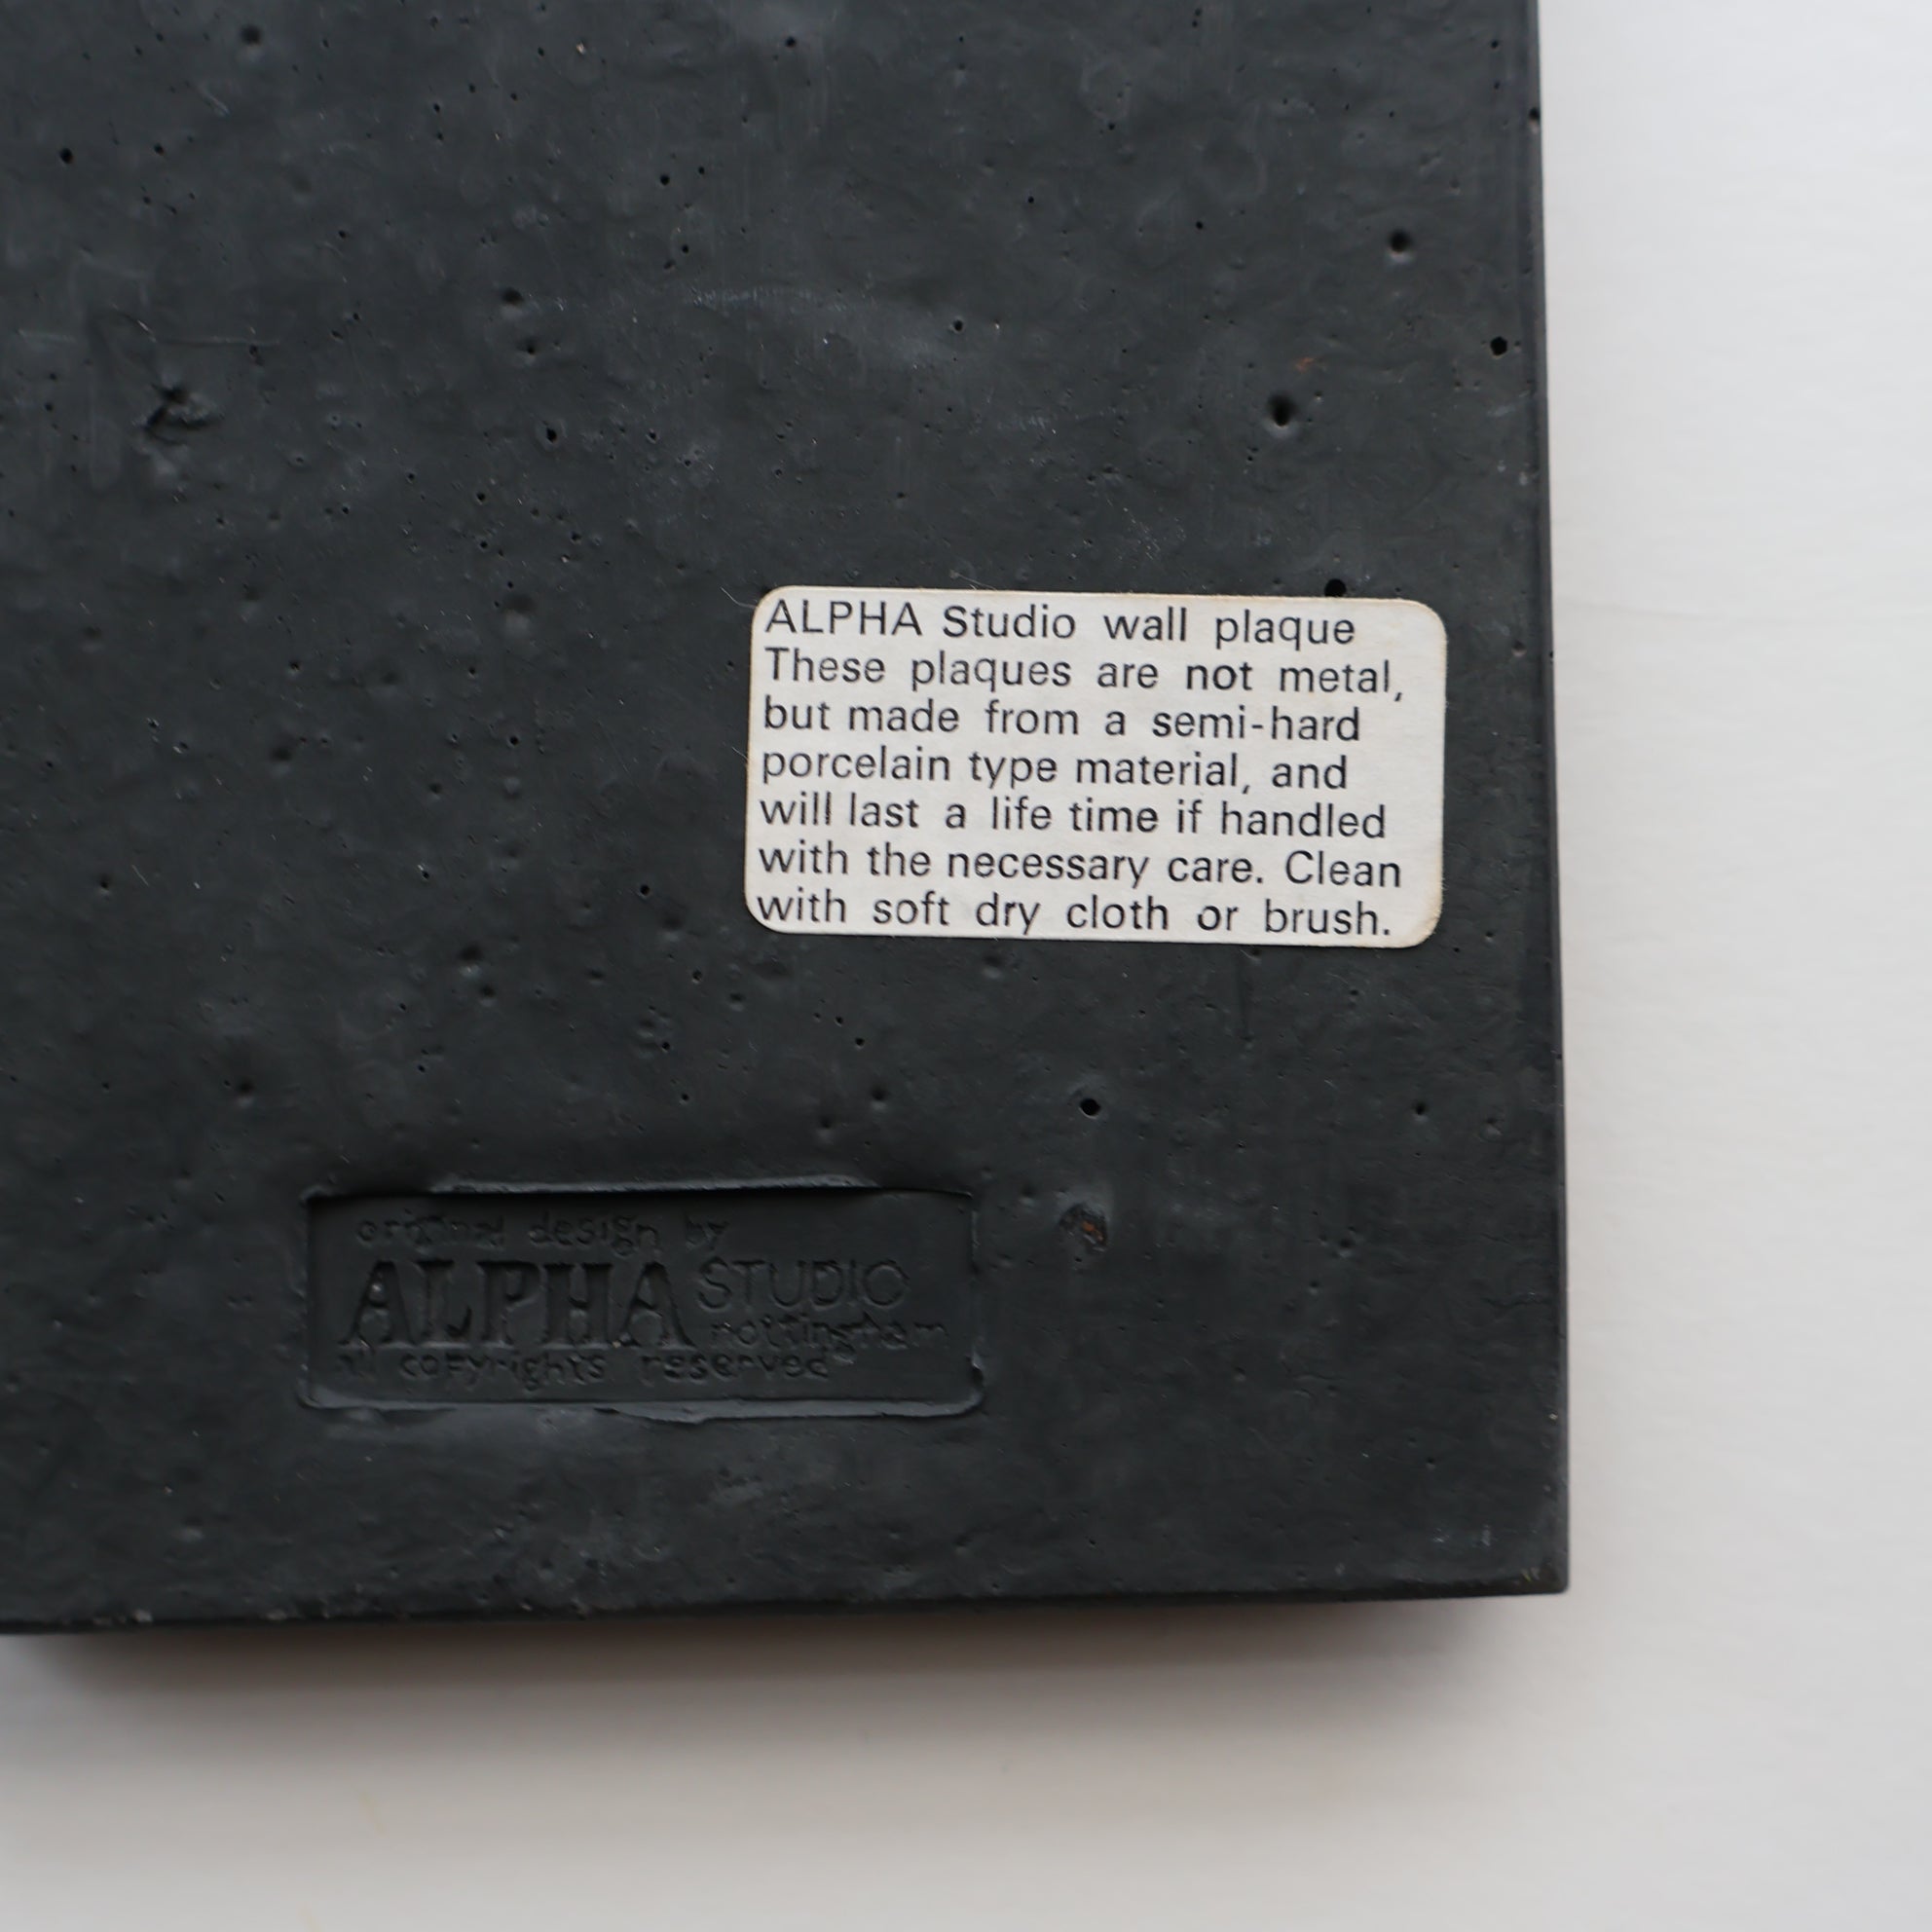 ALPHA Studio wall plaque
These plaques are not metal,
but made from a semi-hard
porcelain type material, and
will last a life time if handled
with the necessary care. Clean
with soft dry cloth or brush.
original design by
ALPHA STUDIO
nottingham
all copyrights reserved